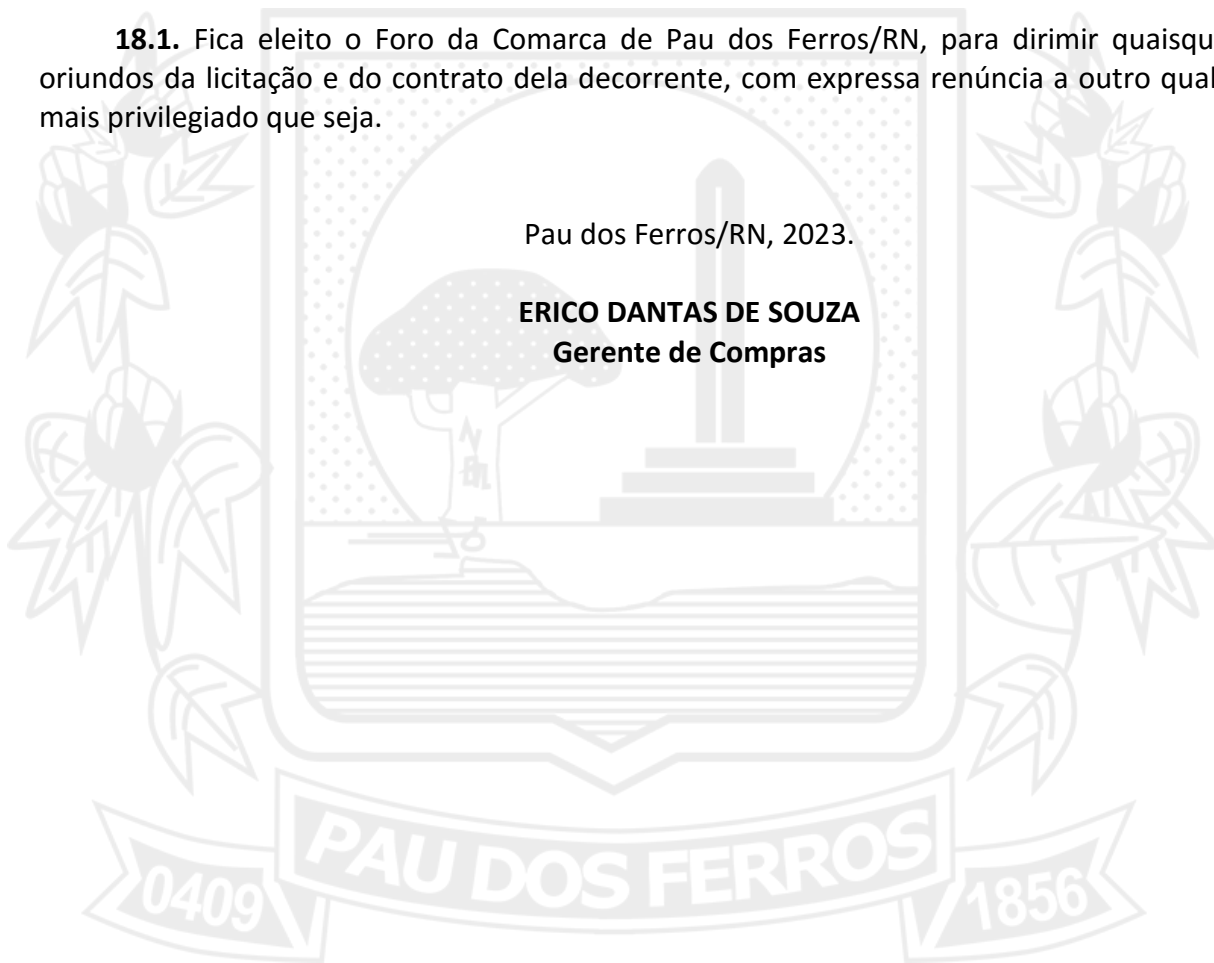 18.1. Fica eleito o Foro da Comarca de Pau dos Ferros/RN, para dirimir quaisqu
oriundos da licitação e do contrato dela decorrente, com expressa renúncia a outro qual
mais privilegiado que seja.
Pau dos Ferros/RN, 2023.
ERICO DANTAS DE SOUZA
Gerente de Compras
PAU DOS FERROS
0409
1856